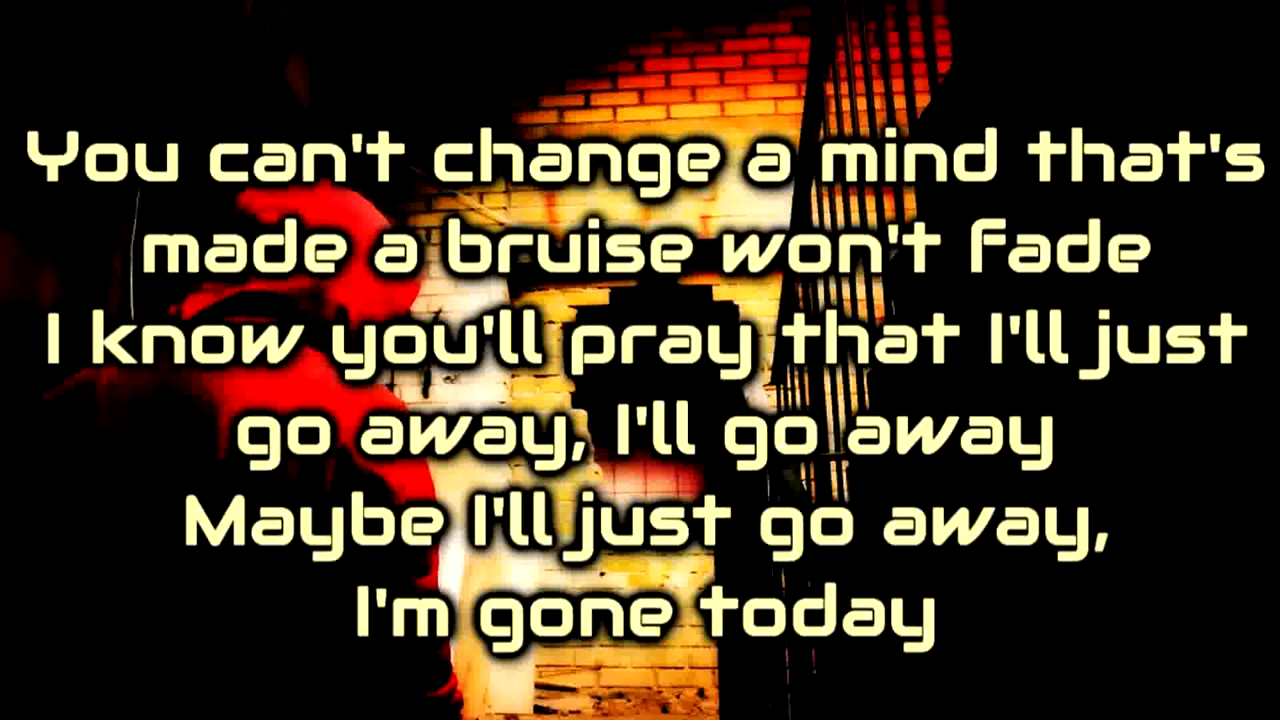 You can't change a mind that's
made a bruise won't fade
I know you'll pray that I'll just
go away, I'll go away
Maybe I'll just go away,
I'm gone today